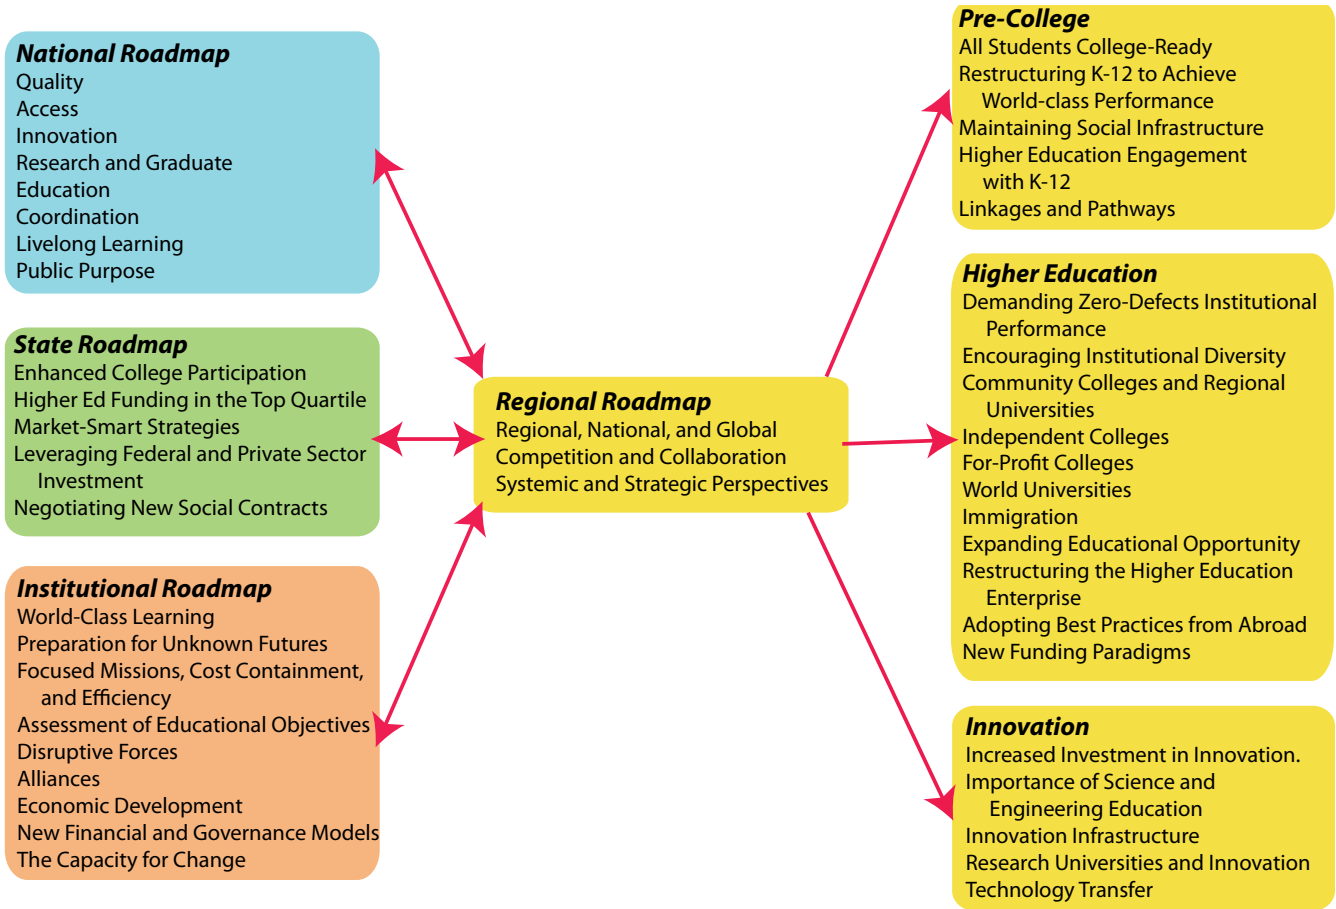 National Roadmap
Quality
Access
Innovation
Research and Graduate
Education
Coordination
Livelong Learning
Public Purpose
State Roadmap
Enhanced College Participation
Higher Ed Funding in the Top Quartile
Market-Smart Strategies
Leveraging Federal and Private Sector
Investment
Negotiating New Social Contracts
Institutional Roadmap
World-Class Learning
Preparation for Unknown Futures
Focused Missions, Cost Containment,
and Efficiency
Assessment of Educational Objectives
Disruptive Forces
Alliances
Economic Development
New Financial and Governance Models
The Capacity for Change
Regional Roadmap
Regional, National, and Global
Competition and Collaboration
Systemic and Strategic Perspectives
Pre-College
All Students College-Ready
Restructuring K-12 to Achieve
World-class Performance
Maintaining Social Infrastructure
Higher Education Engagement
with K-12
Linkages and Pathways
Higher Education
Demanding Zero-Defects Institutional
Performance
Encouraging Institutional Diversity
Community Colleges and Regional
Universities
Independent Colleges
For-Profit Colleges
World Universities
Immigration
Expanding Educational Opportunity
Restructuring the Higher Education
Enterprise
Adopting Best Practices from Abroad
New Funding Paradigms
Innovation
Increased Investment in Innovation.
Importance of Science and
Engineering Education
Innovation Infrastructure
Research Universities and Innovation
Technology Transfer